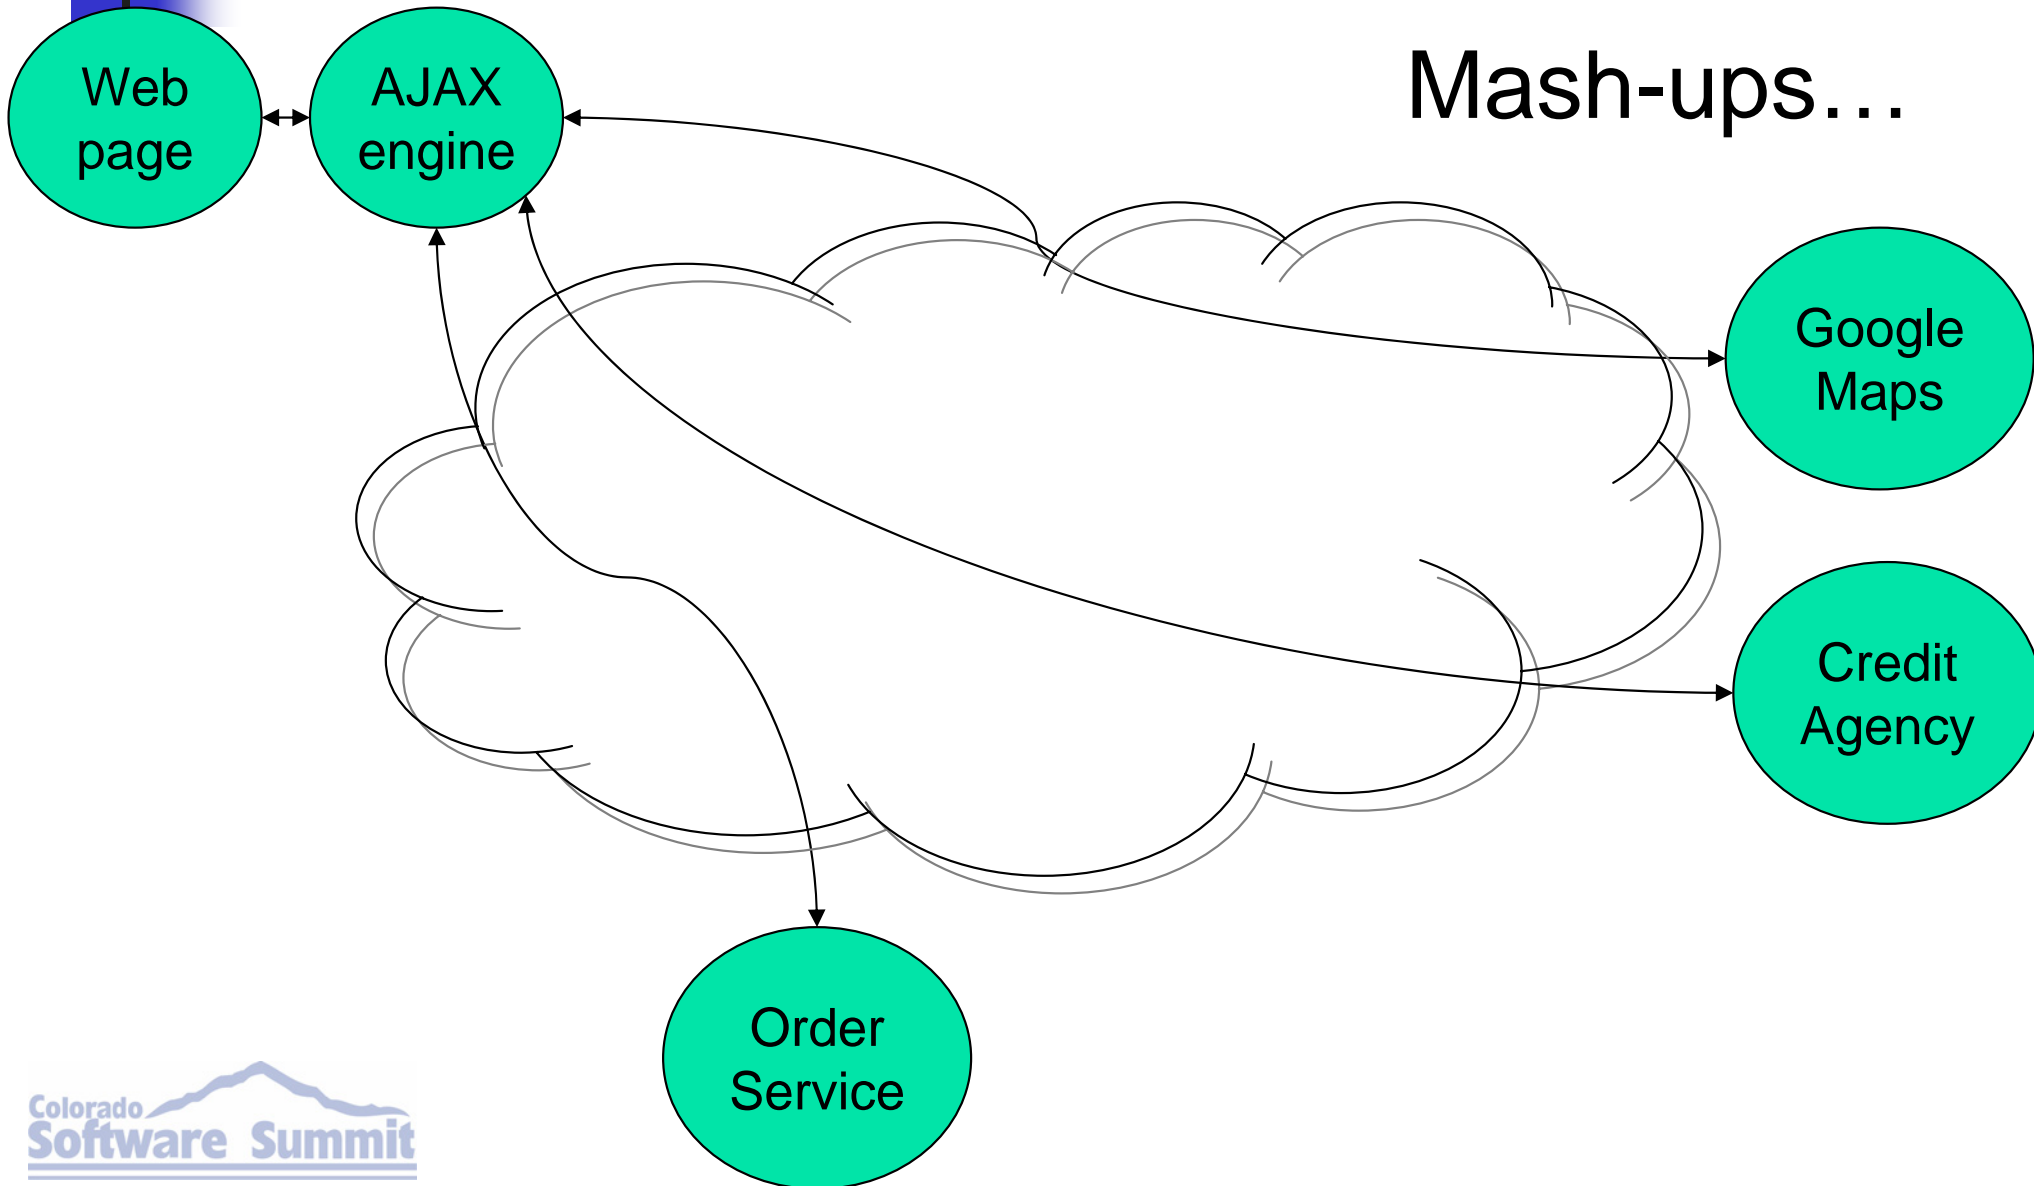 Mash-ups…
Web
page
AJAX
engine
Google
Maps
Credit
Agency
Order
Service
Colorado
Software Summit